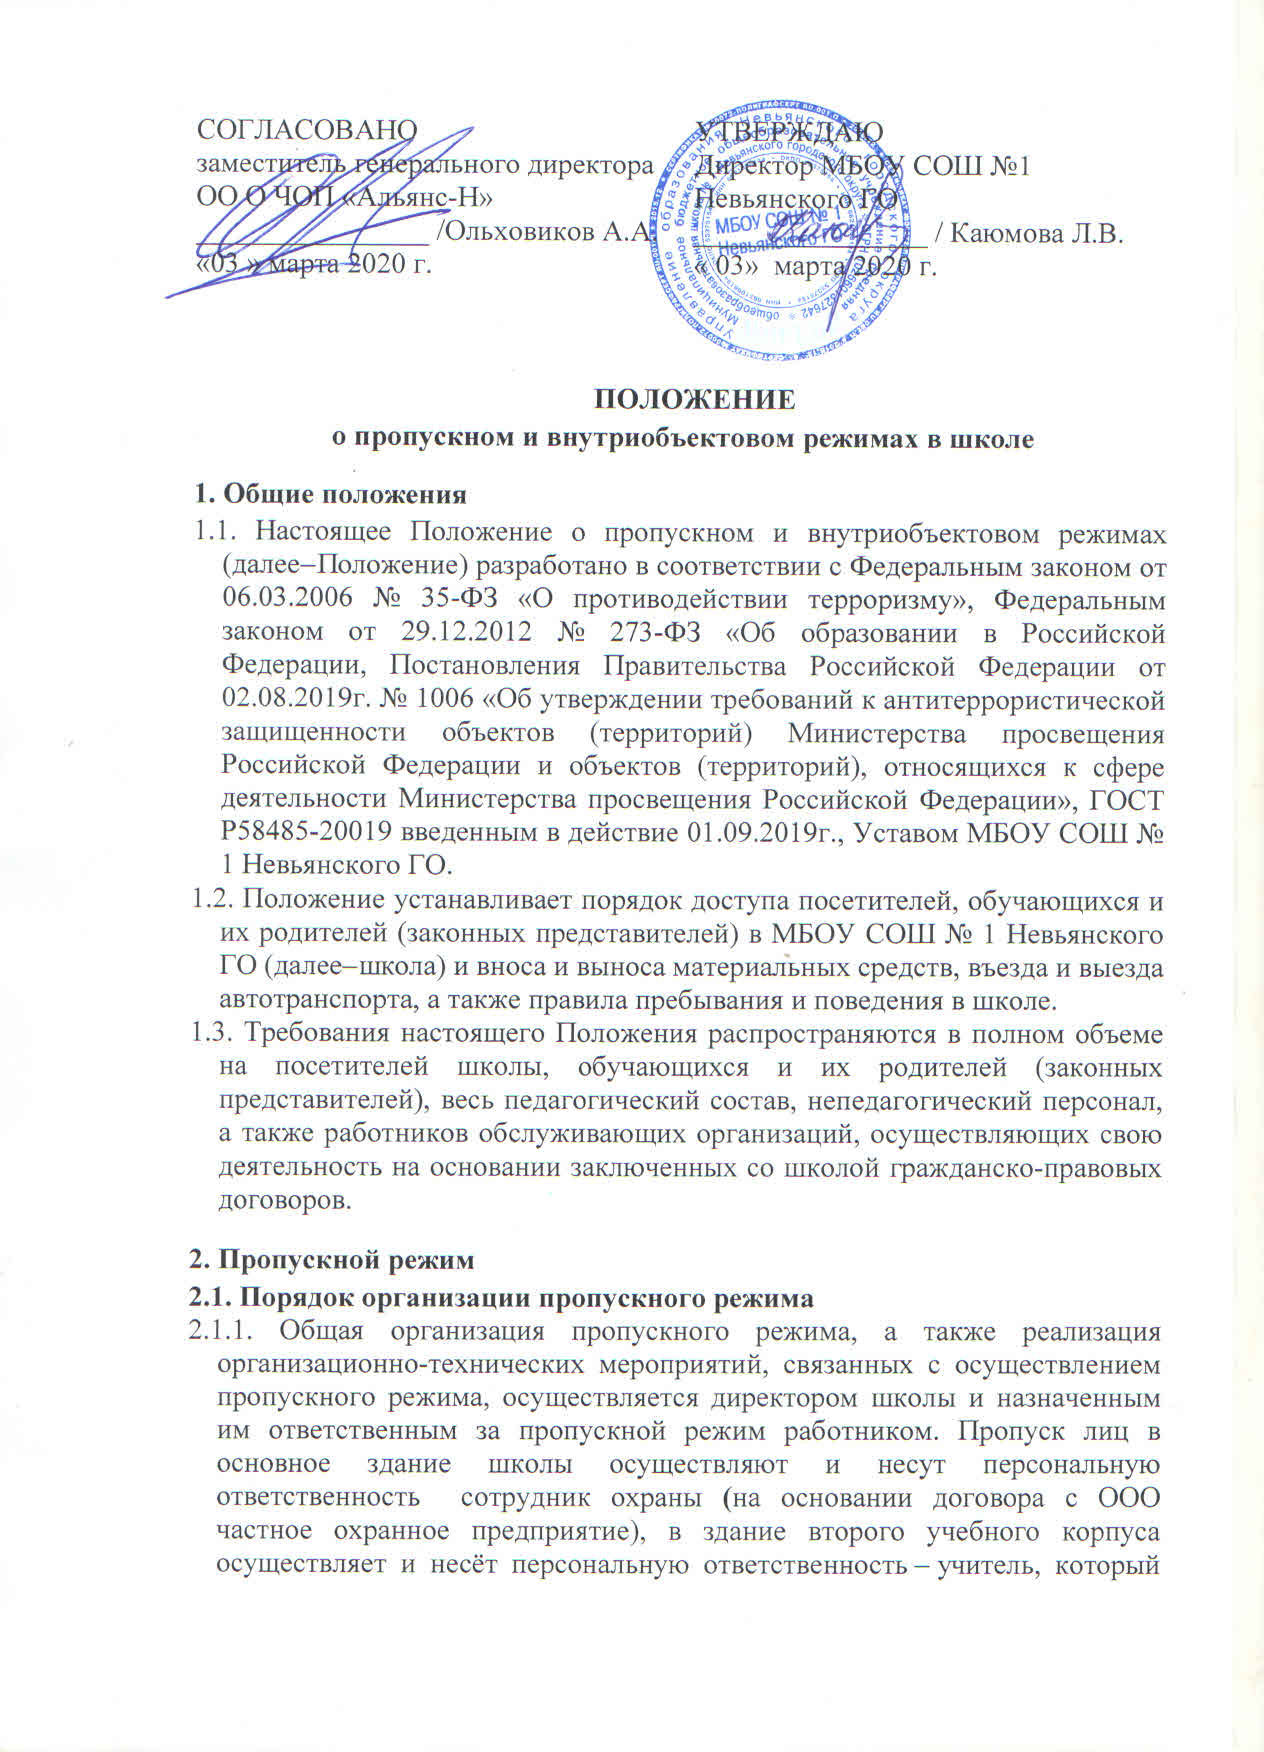 СОГЛАСОВАНО
заместитель генерального директора
ОО О ЧОП «Альянс-Н»
/Ольховиков А.А.
«03 » марта 2020 г.
УТВЕРЖДАЮ
Директор МБОУ СОШ №1
Невьянского ГО
/ Каюмова Л.В.
« 03» марта 2020 г.
МБОУ СОШ № 1
Невьянского ГО
ПОЛОЖЕНИЕ
о пропускном и внутриобъектовом режимах в школе
1. Общие положения
1.1. Настоящее Положение о пропускном и внутриобъектовом режимах
(далее–Положение) разработано в соответствии с Федеральным законом от
06.03.2006 № 35-ФЗ «О противодействии терроризму», Федеральным
законом от 29.12.2012 № 273-ФЗ «Об образовании в Российской
Федерации, Постановления Правительства Российской Федерации от
02.08.2019г. № 1006 «Об утверждении требований к антитеррористической
защищенности объектов (территорий) Министерства просвещения
Российской Федерации и объектов (территорий), относящихся к сфере
деятельности Министерства просвещения Российской Федерации», ГОСТ
Р58485-20019 введенным в действие 01.09.2019г., Уставом МБОУ СОШ №
1 Невьянского ГО.
1.2. Положение устанавливает порядок доступа посетителей, обучающихся и
их родителей (законных представителей) в МБОУ СОШ № 1 Невьянского
ГО (далее–школа) и вноса и выноса материальных средств, въезда и выезда
автотранспорта, а также правила пребывания и поведения в школе.
1.3. Требования настоящего Положения распространяются в полном объеме
на посетителей школы, обучающихся и их родителей (законных
представителей), весь педагогический состав, непедагогический персонал,
а также работников обслуживающих организаций, осуществляющих свою
деятельность на основании заключенных со школой гражданско-правовых
договоров.
2. Пропускной режим
2.1. Порядок организации пропускного режима
2.1.1. Общая организация пропускного режима, а также реализация
организационно-технических мероприятий, связанных с осуществлением
пропускного режима, осуществляется директором школы и назначенным
им ответственным за пропускной режим работником. Пропуск лиц в
основное здание школы осуществляют и несут персональную
ответственность сотрудник охраны (на основании договора с ООО
частное охранное предприятие), в здание второго учебного корпуса
осуществляет и несёт персональную ответственность – учитель, который